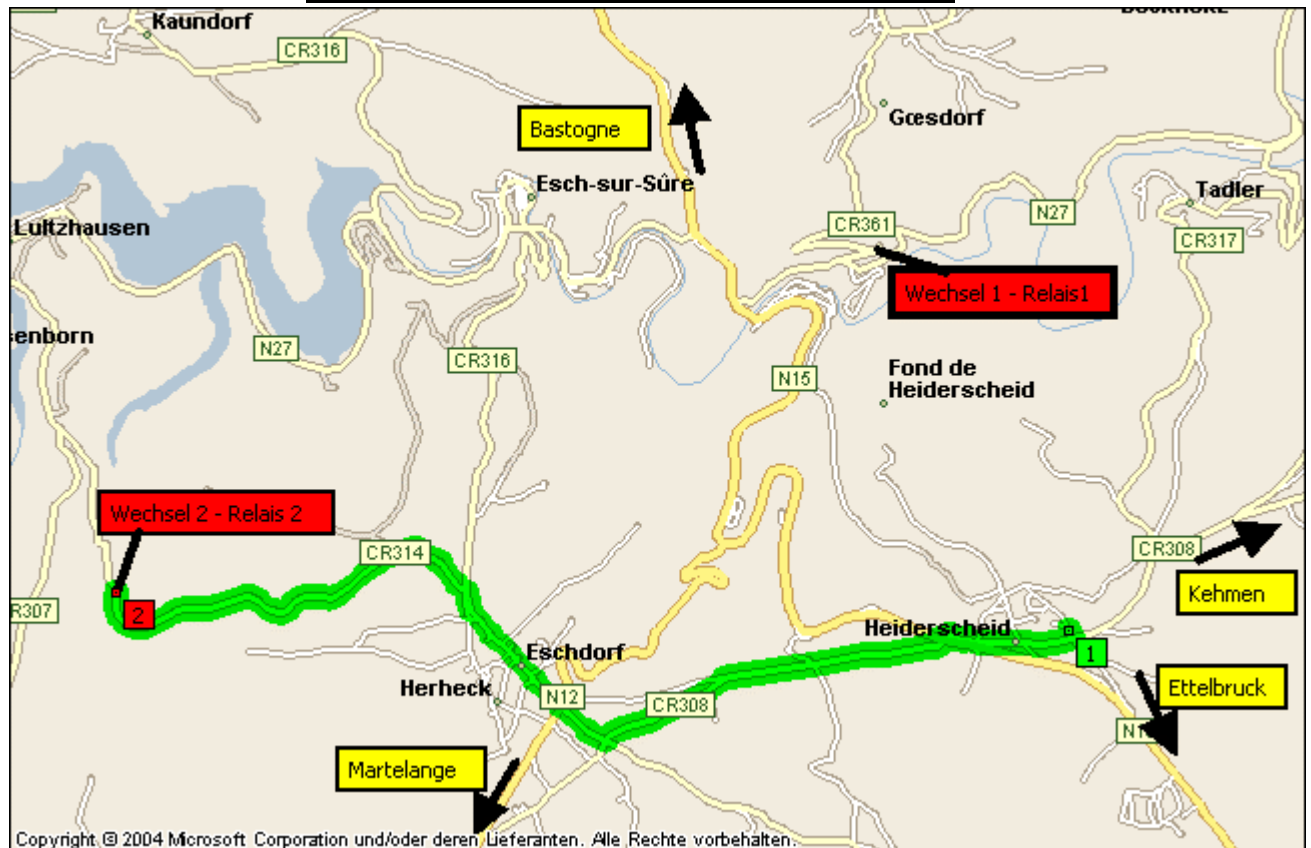 Kaundorf
CR316
Bastogne
Gœsdorf
Esch-sur-Sûre
Tadler
N27
CR361
CR317
Lultzhausen
Wechsel 1 - Relais1
senborn
N27
CR316
N15
Fond de
Heiderscheid
Wechsel 2 - Relais 2
CR314
CR308
Kehmen
R307
2
Heiderscheid
1
Eschdorf
Herheck
N12
CR308
Ettelbruck
Martelange
Copyright © 2004 Microsoft Corporation und/oder deren Lieferanten. Alle Rechte vorbehalten.